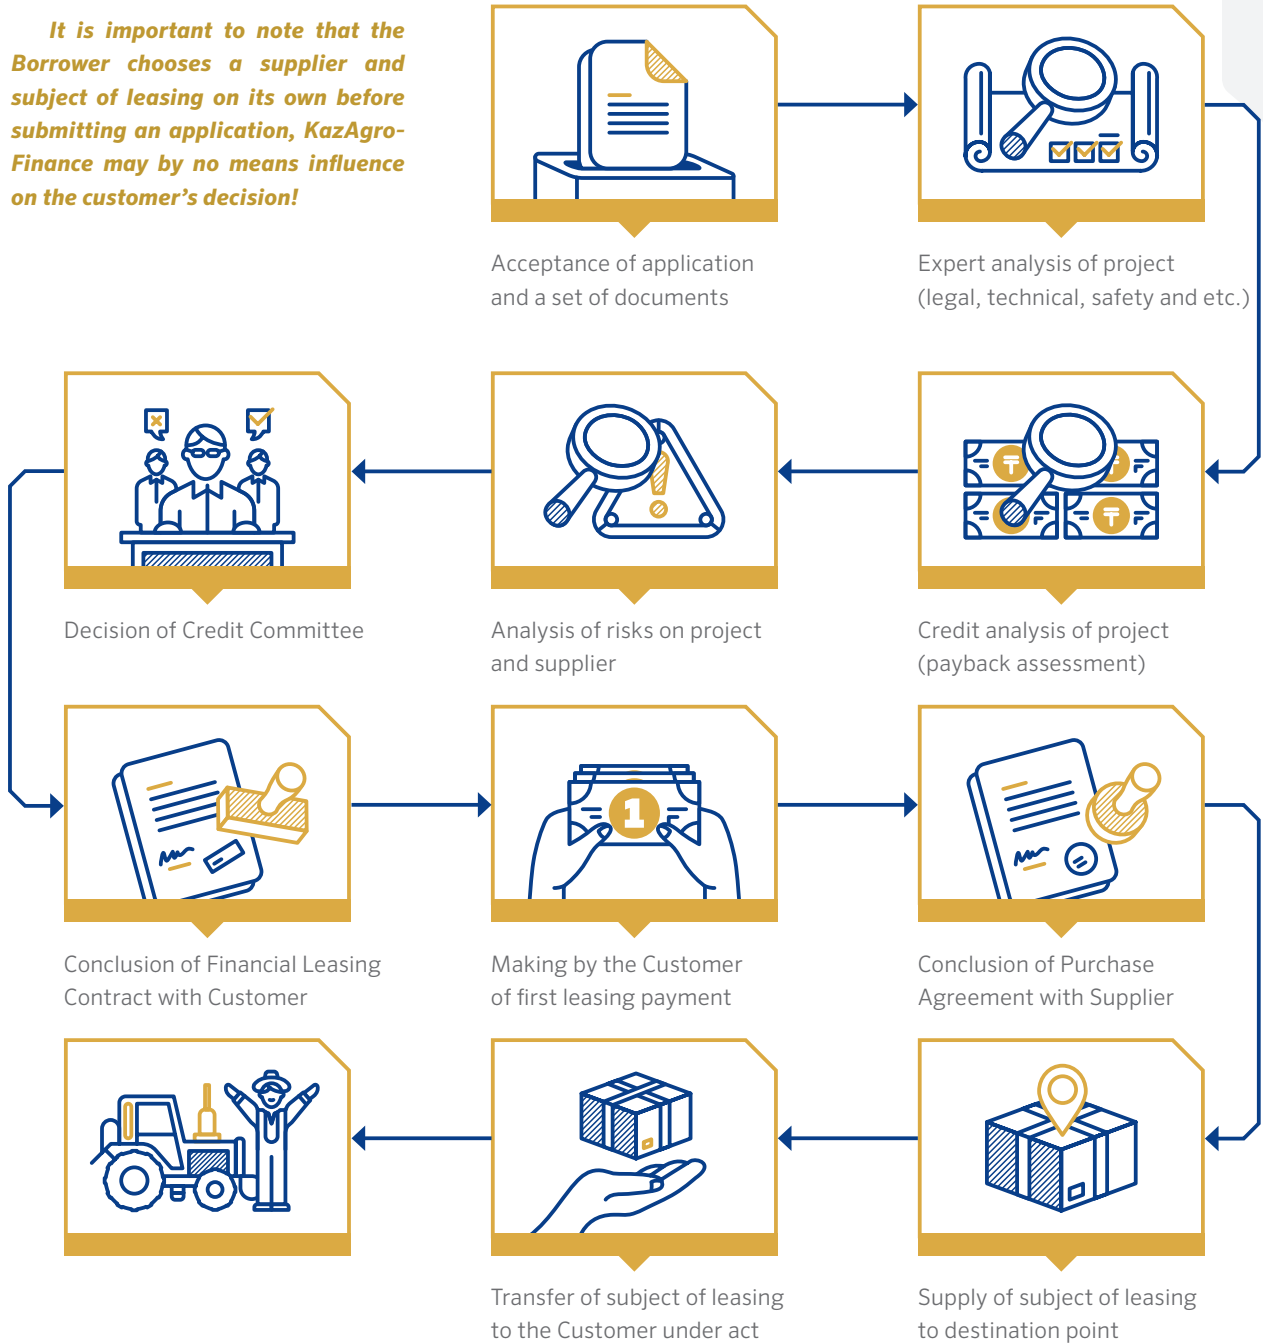 It is important to note that the
Borrower chooses a supplier and
subject of leasing on its own before
submitting an application, KazAgro-
Finance may by no means influence
on the customer's decision!
Acceptance of application
and a set of documents
Expert analysis of project
(legal, technical, safety and etc.)
Decision of Credit Committee
Analysis of risks on project
and supplier
Credit analysis of project
(payback assessment)
1
Conclusion of Financial Leasing
Contract with Customer
Making by the Customer
of first leasing payment
Conclusion of Purchase
Agreement with Supplier
Transfer of subject of leasing
to the Customer under act
Supply of subject of leasing
to destination point